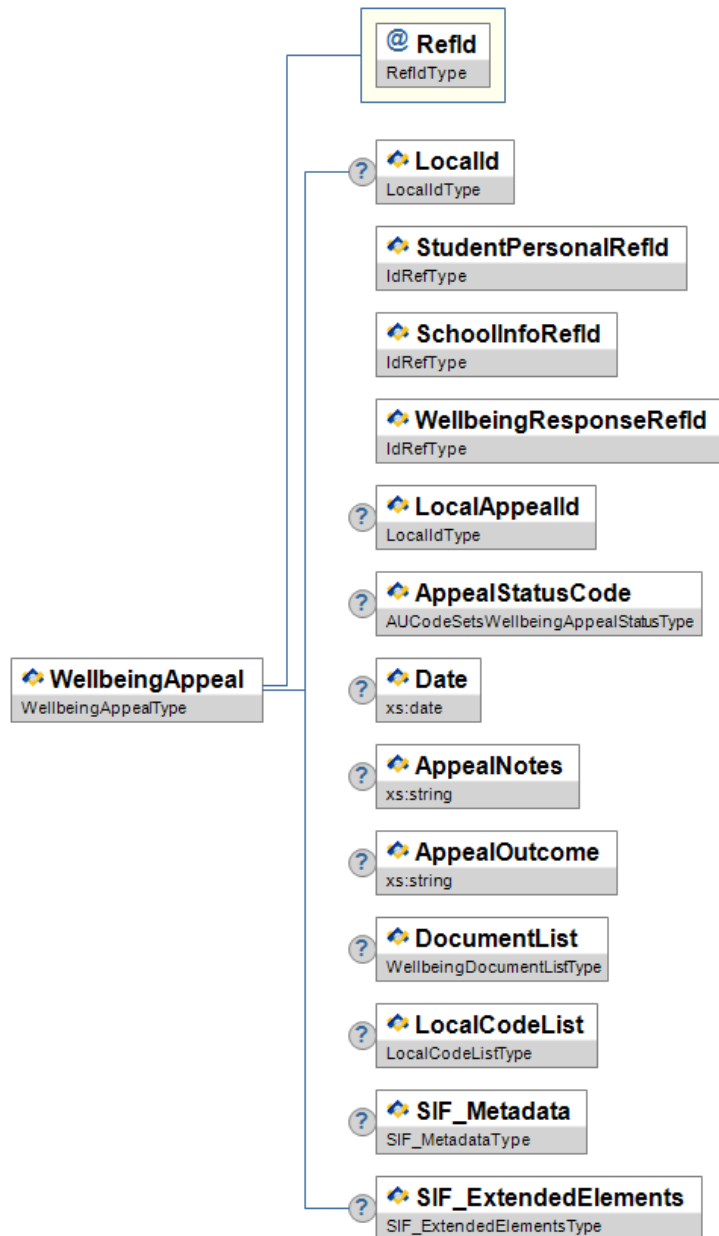 @ RefId
RefIdType
? LocalId
LocalIdType
StudentPersonalRefId
IdRefType
SchoolInfoRefId
IdRefType
WellbeingResponseRefId
IdRefType
? LocalAppealId
LocalIdType
? AppealStatusCode
AUCodeSetsWellbeingAppealStatusType
WellbeingAppeal
WellbeingAppealType
? Date
xs:date
? AppealNotes
xs:string
? AppealOutcome
xs:string
? DocumentList
WellbeingDocumentListType
? LocalCodeList
LocalCodeListType
? SIF_Metadata
SIF_MetadataType
? SIF_ExtendedElements
SIF_ExtendedElementsType